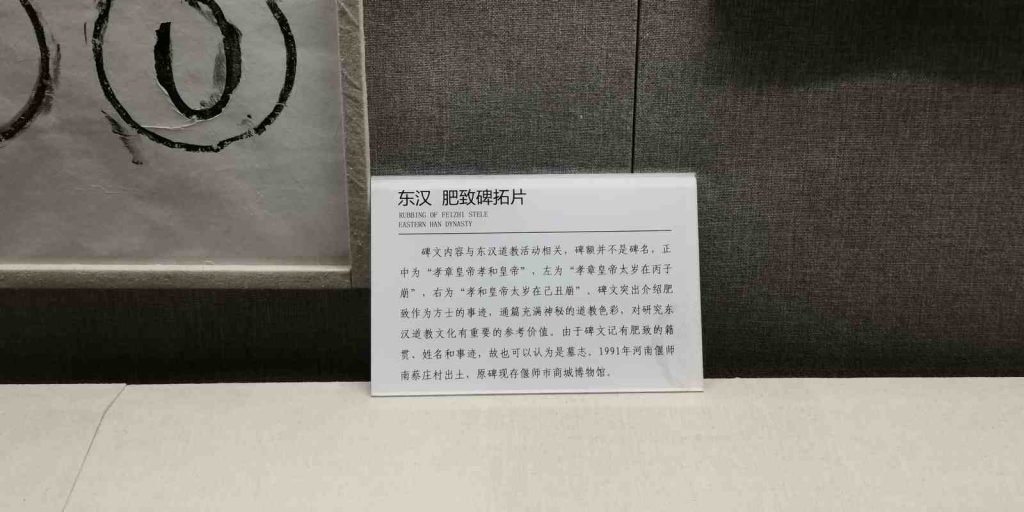 东汉 肥致碑拓片
RUBBING OF FEIZHI STELE
EASTERN HAN DYNASTY
碑文内容与东汉道教活动相关，碑额并不是碑名，正
中为“孝章皇帝孝和皇帝”，左为“孝章皇帝太岁在丙子
崩”，右为“孝和皇帝太岁在己丑崩”。碑文突出介绍肥
致作为方士的事迹，通篇充满神秘的道教色彩，对研究东
汉道教文化有重要的参考价值。由于碑文记有肥致的籍
贯、姓名和事迹，故也可以认为是墓志。1991年河南偃师
南蔡庄村出土，原碑现存偃师市商城博物馆。